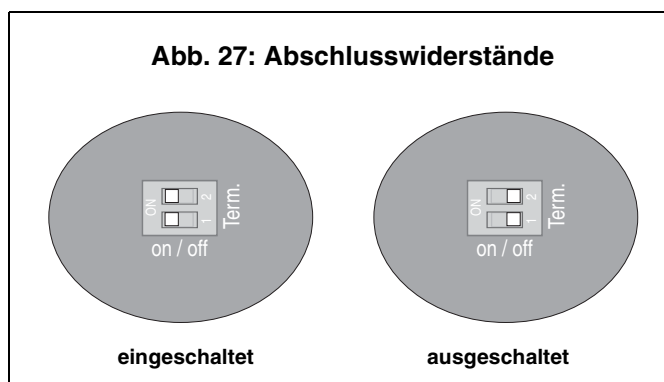 Abb. 27: Abschlusswiderstände
ON
2
1
Term.
on / off
ON
2
1
Term.
on / off
eingeschaltet
ausgeschaltet